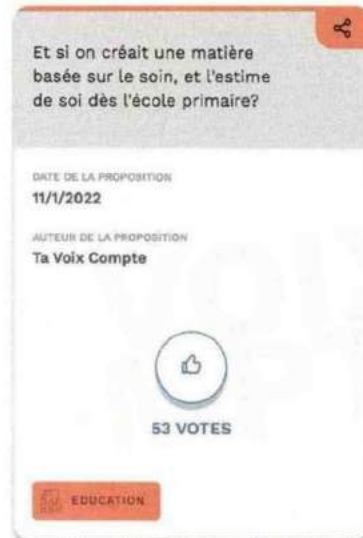 Et si on créait une matière
basée sur le soin, et l'estime
de soi dès l'école primaire?
DATE DE LA PROPOSITION
11/1/2022
AUTEUR DE LA PROPOSITION
Ta Voix Compte
53 VOTES
EDUCATION